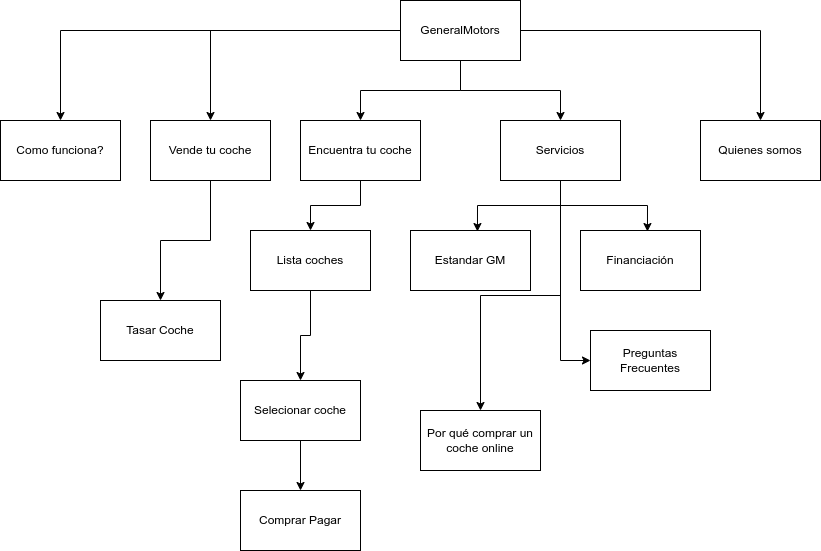 GeneralMotors
Como funciona?
Vende tu coche
Encuentra tu coche
Servicios
Quienes somos
Lista coches
Estandar GM
Financiación
Tasar Coche
Preguntas
Frecuentes
Selecionar coche
Por qué comprar un
coche online
Comprar Pagar